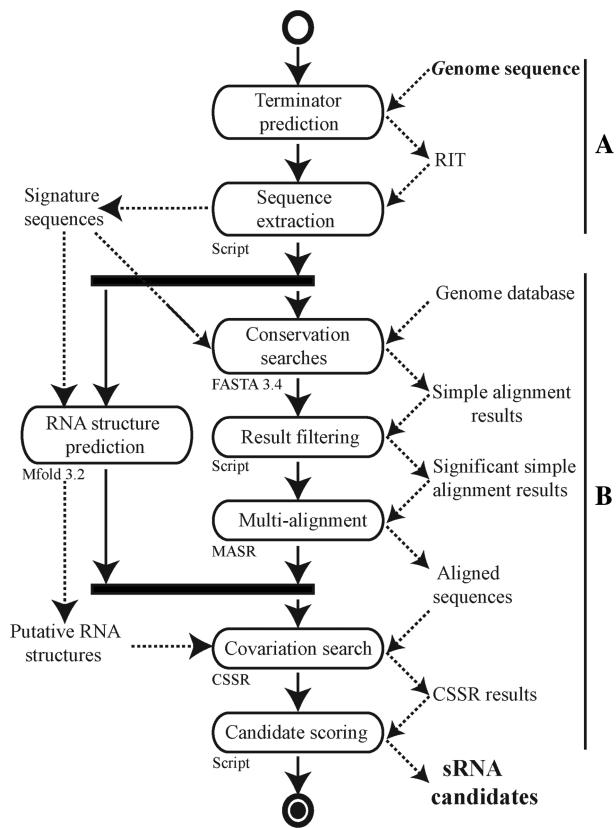 Genome sequence
Terminator
prediction
A
RIT
Signature
sequences
Sequence
extraction
Script
Genome database
Conservation
searches
FASTA 3.4
Simple alignment
results
RNA structure
prediction
Mfold 3.2
Result filtering
Script
Significant simple
alignment results
B
Multi-alignment
MASR
Aligned
sequences
Putative RNA
structures
Covariation search
CSSR
CSSR results
Candidate scoring
Script
sRNA
candidates